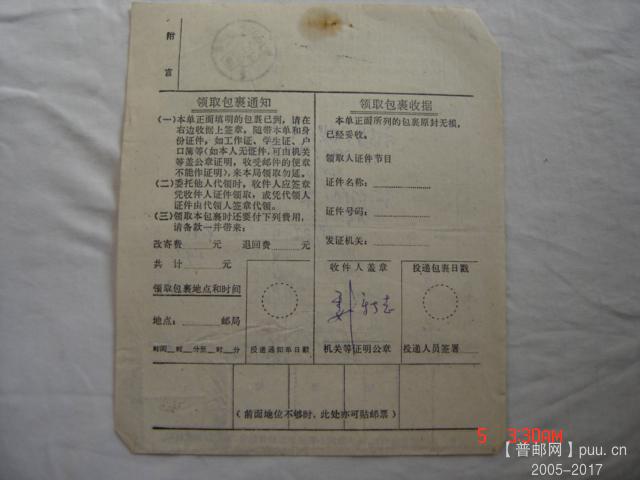 附
言
领取包裹通知
(一)本单正面填明的包裹已到,请在
右边收据上签章,随带本单和身
份证件,如工作证、学生证、户
口簿等(如本人无证件,可由机关
等盖公章证明,收受邮件的便章
不能作证明),来本局领取勿延。
(二)委托他人代领时,收件人应签章
凭收件人证件领取,或凭代领人
证件由代领人签章代领。
(三)领取本包裹时还要付下列费用,
请备款一并带来:
改寄费 元 退回费 元
共计 元
领取包裹地点和时间
地点: 邮局
时间 时 分至 时 分
投递通知单日戳
领取包裹收据
本单正面所列的包裹原封无损,
已经妥收。
领取人证件节目
证件名称:
证件号码:
发证机关:
收件人盖章
机关等证明公章
投递包裹日戳
投递人员签署
(前面地位不够时,此处亦可贴邮票)
5 3:30AM
【普邮网】puu.cn
2005-2017